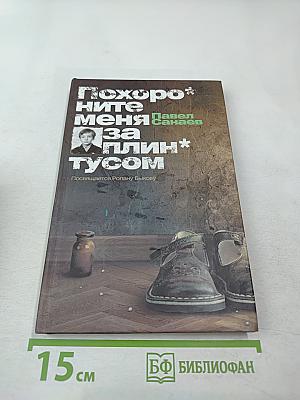 Похоро*
ните
меня
за
плин*
тусом
Павел
Санаев
Посвящается Ролану Быкову
15 см
БФ БИБЛИОФАН